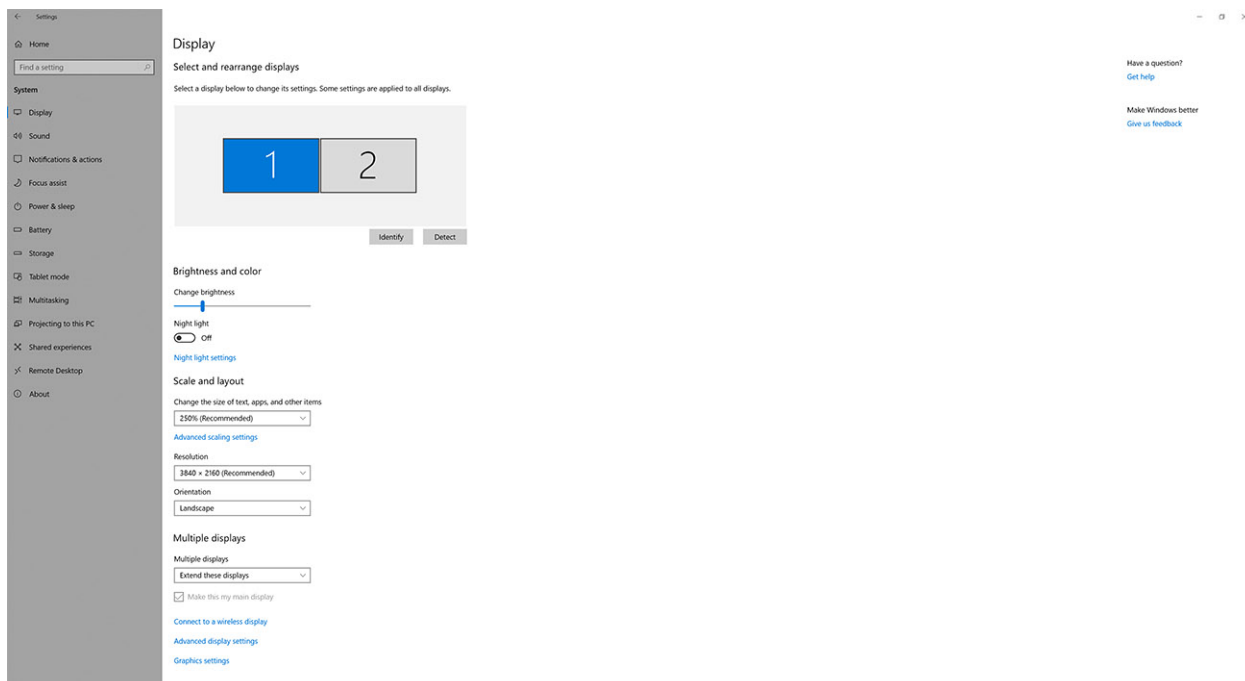 Settings
Home
Find a setting
System
Display
Sound
Notifications & actions
Focus assist
Power & sleep
Battery
Storage
Tablet mode
Multitasking
Projecting to this PC
Shared experiences
Remote Desktop
About
Display
Select and rearrange displays
Select a display below to change its settings. Some settings are applied to all displays.
1 2
Identify Detect
Brightness and color
Change brightness
Night light
Off
Night light settings
Scale and layout
Change the size of text, apps, and other items
250% (Recommended)
Advanced scaling settings
Resolution
3840 × 2160 (Recommended)
Orientation
Landscape
Multiple displays
Multiple displays
Extend these displays
Make this my main display
Connect to a wireless display
Advanced display settings
Graphics settings
Have a question?
Get help
Make Windows better
Give us feedback